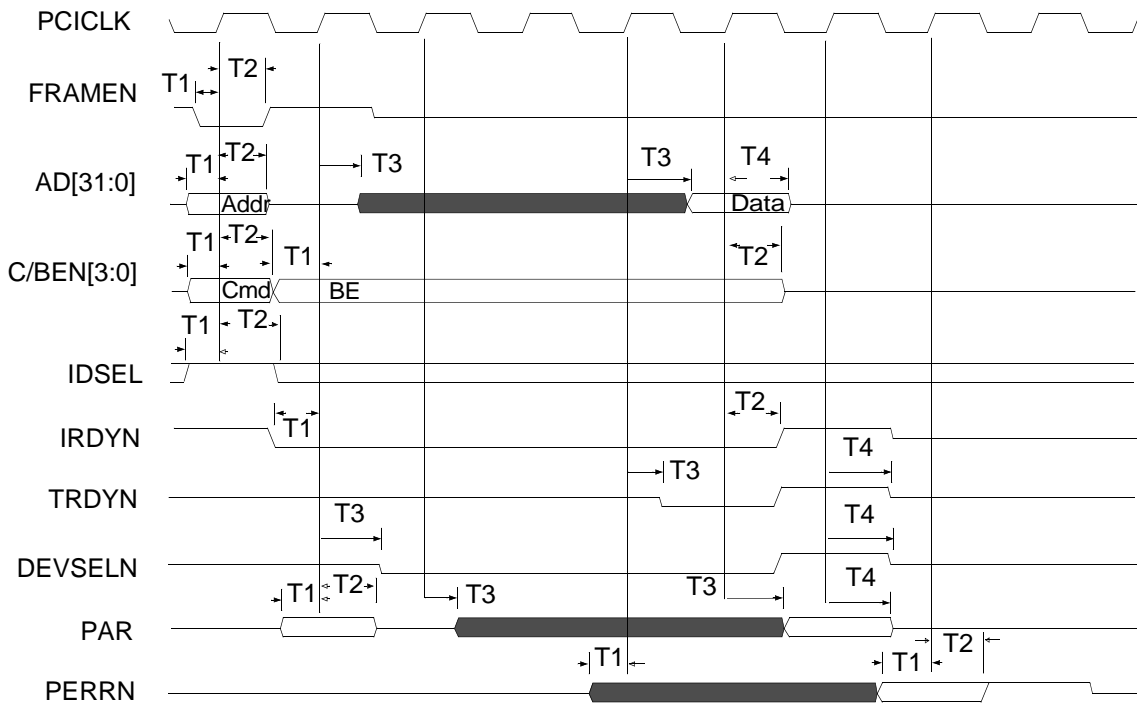 PCICLK
T1 T2
FRAMEN
T1 T2 T3 T3 T4
AD[31:0]
Addr Data
T1 T2 T1 T2
C/BEN[3:0]
Cmd BE
T1 T2
IDSEL
T1 T2
IRDYN
T3 T4
TRDYN
T3 T4
DEVSELN
T1 T2 T3 T3 T4
PAR
T1 T1 T2
PERRN